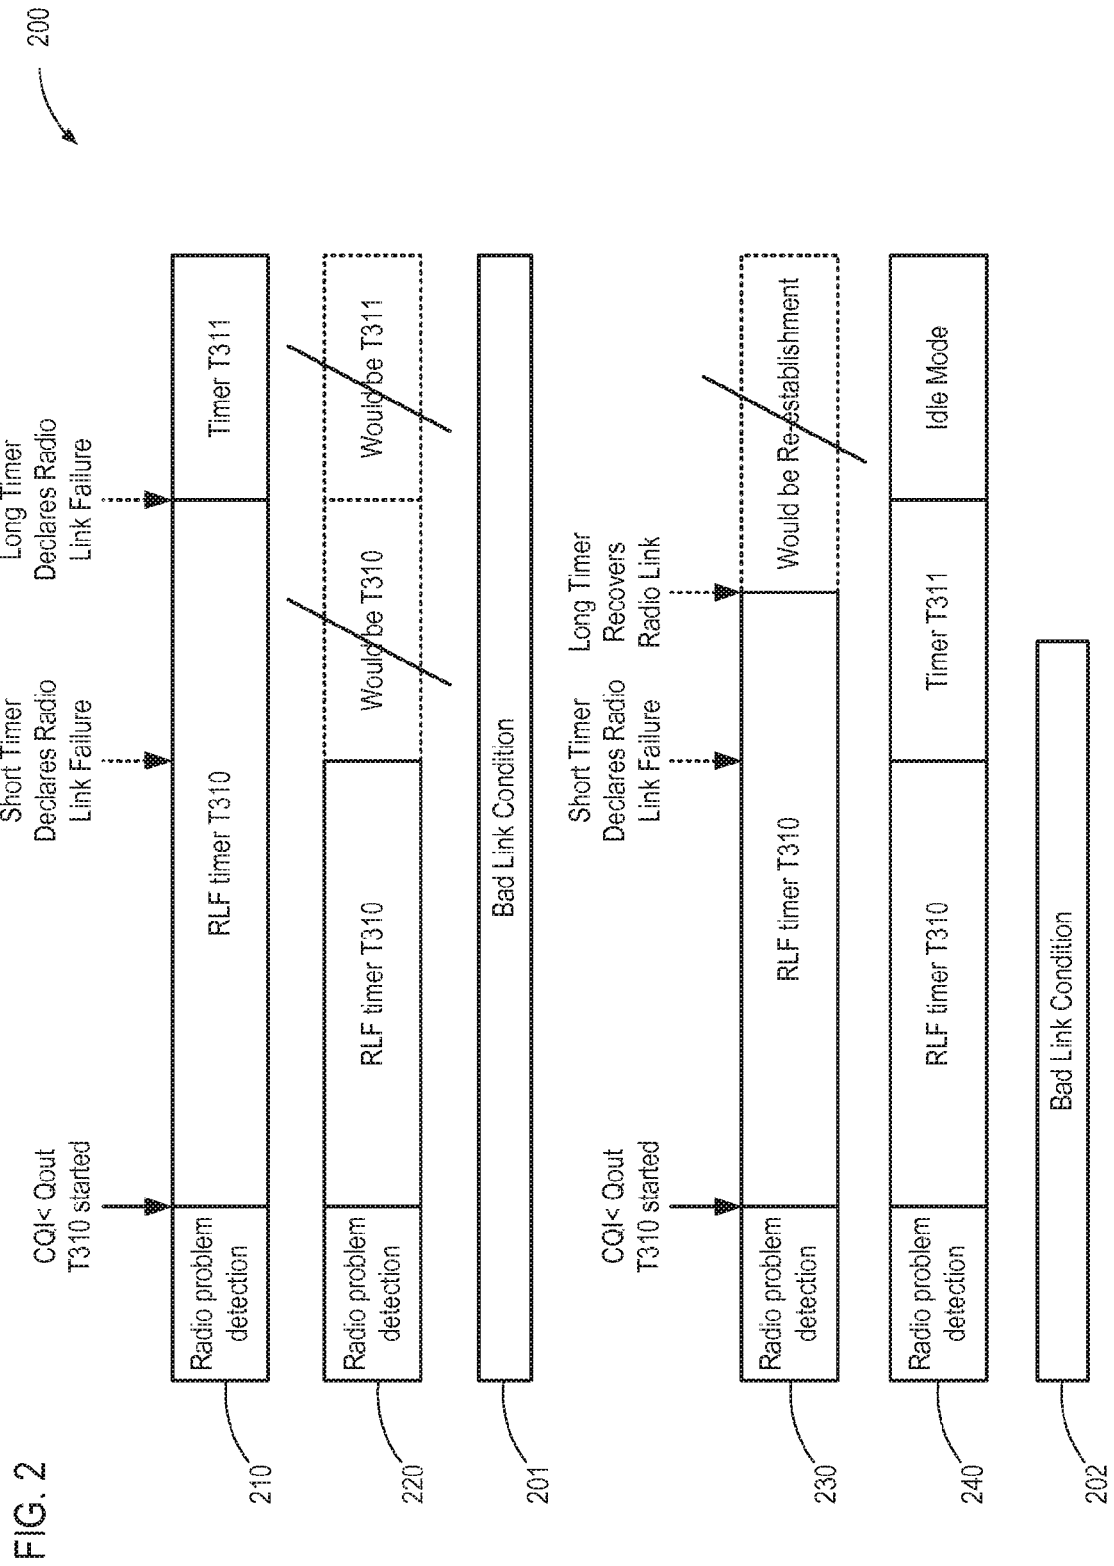 FIG. 2
200
CQI< Qout
T310 started
Short Timer
Declares Radio
Link Failure
Long Timer
Declares Radio
Link Failure
210
Radio problem
detection
RLF timer T310
Timer T311
220
Radio problem
detection
RLF timer T310
Would be T310
Would be T311
201
Bad Link Condition
CQI< Qout
T310 started
Short Timer
Declares Radio
Link Failure
Long Timer
Recovers
Radio Link
230
Radio problem
detection
RLF timer T310
Would be Re-establishment
240
Radio problem
detection
RLF timer T310
Timer T311
Idle Mode
202
Bad Link Condition